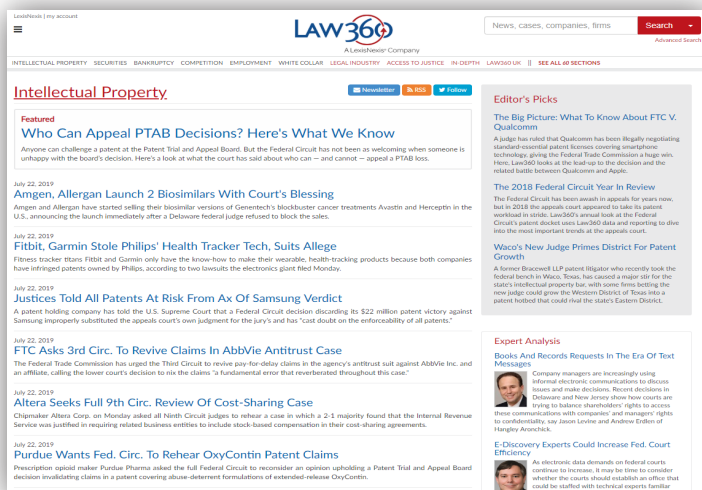 LexisNexis | my account
LAW360
A LexisNexis® Company
News, cases, companies, firms
Search
Advanced Search
INTELLECTUAL PROPERTY SECURITIES BANKRUPTCY COMPETITION EMPLOYMENT WHITE COLLAR LEGAL INDUSTRY ACCESS TO JUSTICE IN-DEPTH LAW360 UK || SEE ALL 60 SECTIONS
Intellectual Property
Newsletter RSS Follow
Featured
Who Can Appeal PTAB Decisions? Here's What We Know
Anyone can challenge a patent at the Patent Trial and Appeal Board. But the Federal Circuit has not been as welcoming when someone is
unhappy with the board's decision. Here's a look at what the court has said about who can — and cannot — appeal a PTAB loss.
July 22, 2019
Amgen, Allergan Launch 2 Biosimilars With Court's Blessing
Amgen and Allergan have started selling their biosimilar versions of Genentech's blockbuster cancer treatments Avastin and Herceptin in the
U.S., announcing the launch immediately after a Delaware federal judge refused to block the sales.
July 22, 2019
Fitbit, Garmin Stole Philips' Health Tracker Tech, Suits Allege
Fitness tracker titans Fitbit and Garmin only have the know-how to make their wearable, health-tracking products because both companies
have infringed patents owned by Philips, according to two lawsuits the electronics giant filed Monday.
July 22, 2019
Justices Told All Patents At Risk From Ax Of Samsung Verdict
A patent holding company has told the U.S. Supreme Court that a Federal Circuit decision discarding its $22 million patent victory against
Samsung improperly substituted the appeals court's own judgment for the jury's and has "cast doubt on the enforceability of all patents."
July 22, 2019
FTC Asks 3rd Circ. To Revive Claims In AbbVie Antitrust Case
The Federal Trade Commission has urged the Third Circuit to revive pay-for-delay claims in the agency's antitrust suit against AbbVie Inc. and
an affiliate, calling the lower court's decision to nix the claims "a fundamental error that reverberated throughout this case."
July 22, 2019
Altera Seeks Full 9th Circ. Review Of Cost-Sharing Case
Chipmaker Altera Corp. on Monday asked all Ninth Circuit judges to rehear a case in which a 2-1 majority found that the Internal Revenue
Service was justified in requiring related business entities to include stock-based compensation in their cost-sharing agreements.
July 22, 2019
Purdue Wants Fed. Circ. To Rehear OxyContin Patent Claims
Prescription opioid maker Purdue Pharma asked the full Federal Circuit to reconsider an opinion upholding a Patent Trial and Appeal Board
decision invalidating claims in a patent covering abuse-deterrent formulations of extended-release OxyContin.
Editor's Picks
The Big Picture: What To Know About FTC V.
Qualcomm
A judge has ruled that Qualcomm has been illegally negotiating
standard-essential patent licenses covering smartphone
technology, giving the Federal Trade Commission a huge win.
Here, Law360 looks at the lead-up to the decision and the
related battle between Qualcomm and Apple.
The 2018 Federal Circuit Year In Review
The Federal Circuit has been awash in appeals for years now,
but in 2018 the appeals court appeared to take its patent
workload in stride. Law360's annual look at the Federal
Circuit's patent docket uses Law360 data and reporting to dive
into the most important trends at the appeals court.
Waco's New Judge Primes District For Patent
Growth
A former Bracewell LLP patent litigator who recently took the
federal bench in Waco, Texas, has caused a major stir for the
state's intellectual property bar, with some firms betting the
new judge could grow the Western District of Texas into a
patent hotbed that could rival the state's Eastern District.
Expert Analysis
Books And Records Requests In The Era Of Text
Messages
Company managers are increasingly using
informal electronic communications to discuss
issues and make decisions. Recent decisions in
Delaware and New Jersey show how courts are
trying to balance shareholders' rights to access
these communications with companies' and managers' rights
to confidentiality, say Jason Levine and Andrew Erdlen of
Hangley Aronchick.
E-Discovery Experts Could Increase Fed. Court
Efficiency
As electronic data demands on federal courts
continue to increase, it may be time to consider
whether the courts should establish an office that
could be staffed with technical experts familiar